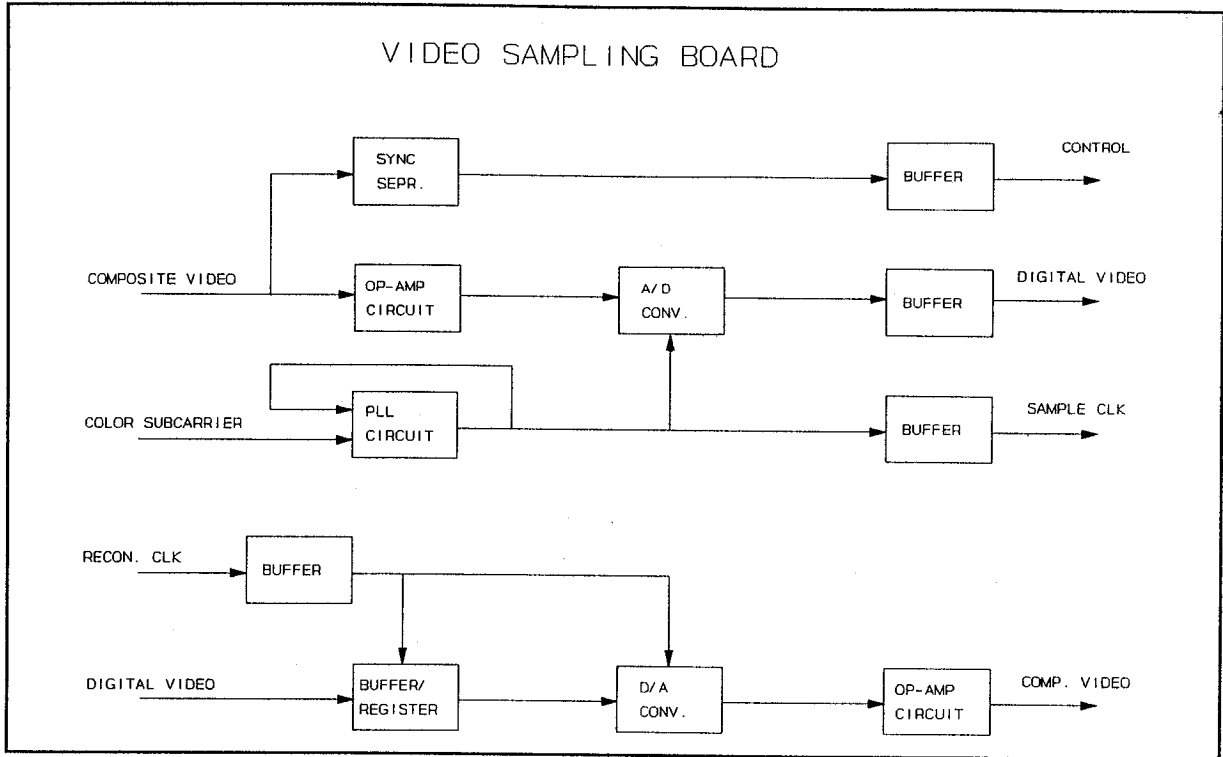 VIDEO SAMPLING BOARD
SYNC
SEPR.
BUFFER
CONTROL
COMPOSITE VIDEO
OP-AMP
CIRCUIT
A/D
CONV.
BUFFER
DIGITAL VIDEO
COLOR SUBCARRIER
PLL
CIRCUIT
BUFFER
SAMPLE CLK
RECON. CLK
BUFFER
DIGITAL VIDEO
BUFFER/
REGISTER
D/A
CONV.
OP-AMP
CIRCUIT
COMP. VIDEO